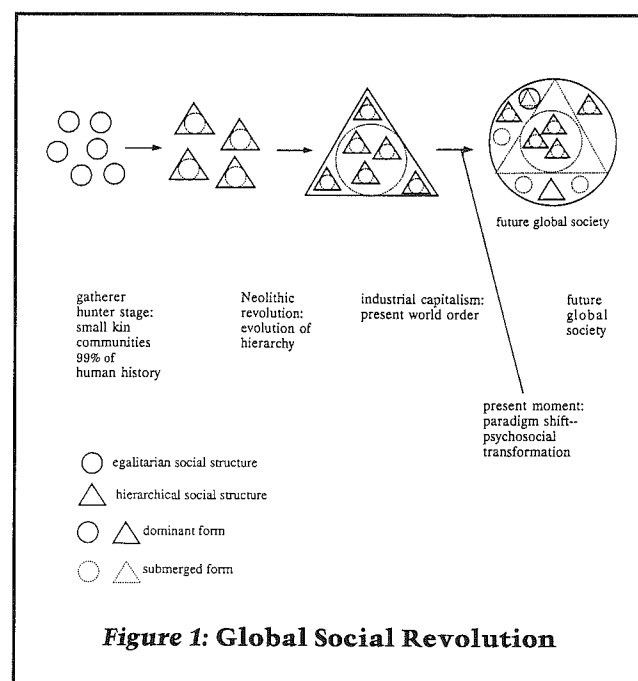 future global society
gatherer
hunter stage:
small kin
communities
99% of
human history
Neolithic
revolution:
evolution of
hierarchy
industrial capitalism:
present world order
future
global
society
present moment:
paradigm shift--
psychosocial
transformation
egalitarian social structure
hierarchical social structure
dominant form
submerged form
Figure 1: Global Social Revolution